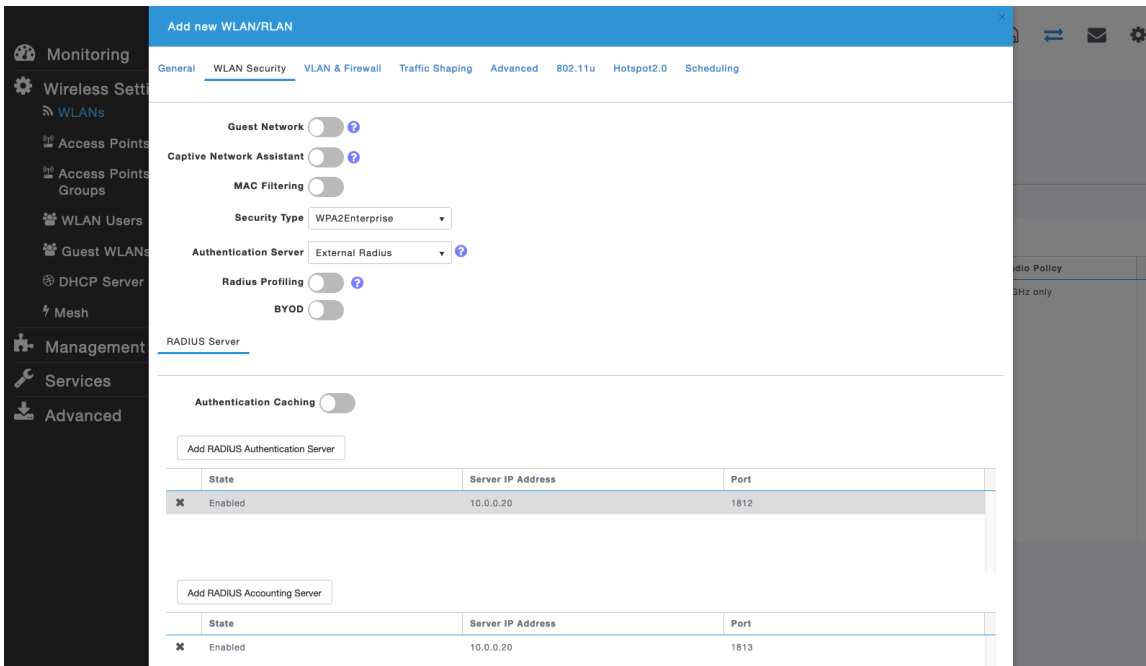 Add new WLAN/RLAN
Monitoring
Wireless Setti
WLANs
Access Points
Access Points
Groups
WLAN Users
Guest WLANs
DHCP Server
Mesh
Management
Services
Advanced
General WLAN Security VLAN & Firewall Traffic Shaping Advanced 802.11u Hotspot2.0 Scheduling
Guest Network
Captive Network Assistant
MAC Filtering
Security Type WPA2Enterprise
Authentication Server External Radius
Radius Profiling
BYOD
RADIUS Server
Authentication Caching
Add RADIUS Authentication Server
State Server IP Address Port
Enabled 10.0.0.20 1812
Add RADIUS Accounting Server
State Server IP Address Port
Enabled 10.0.0.20 1813
dio Policy
GHz only